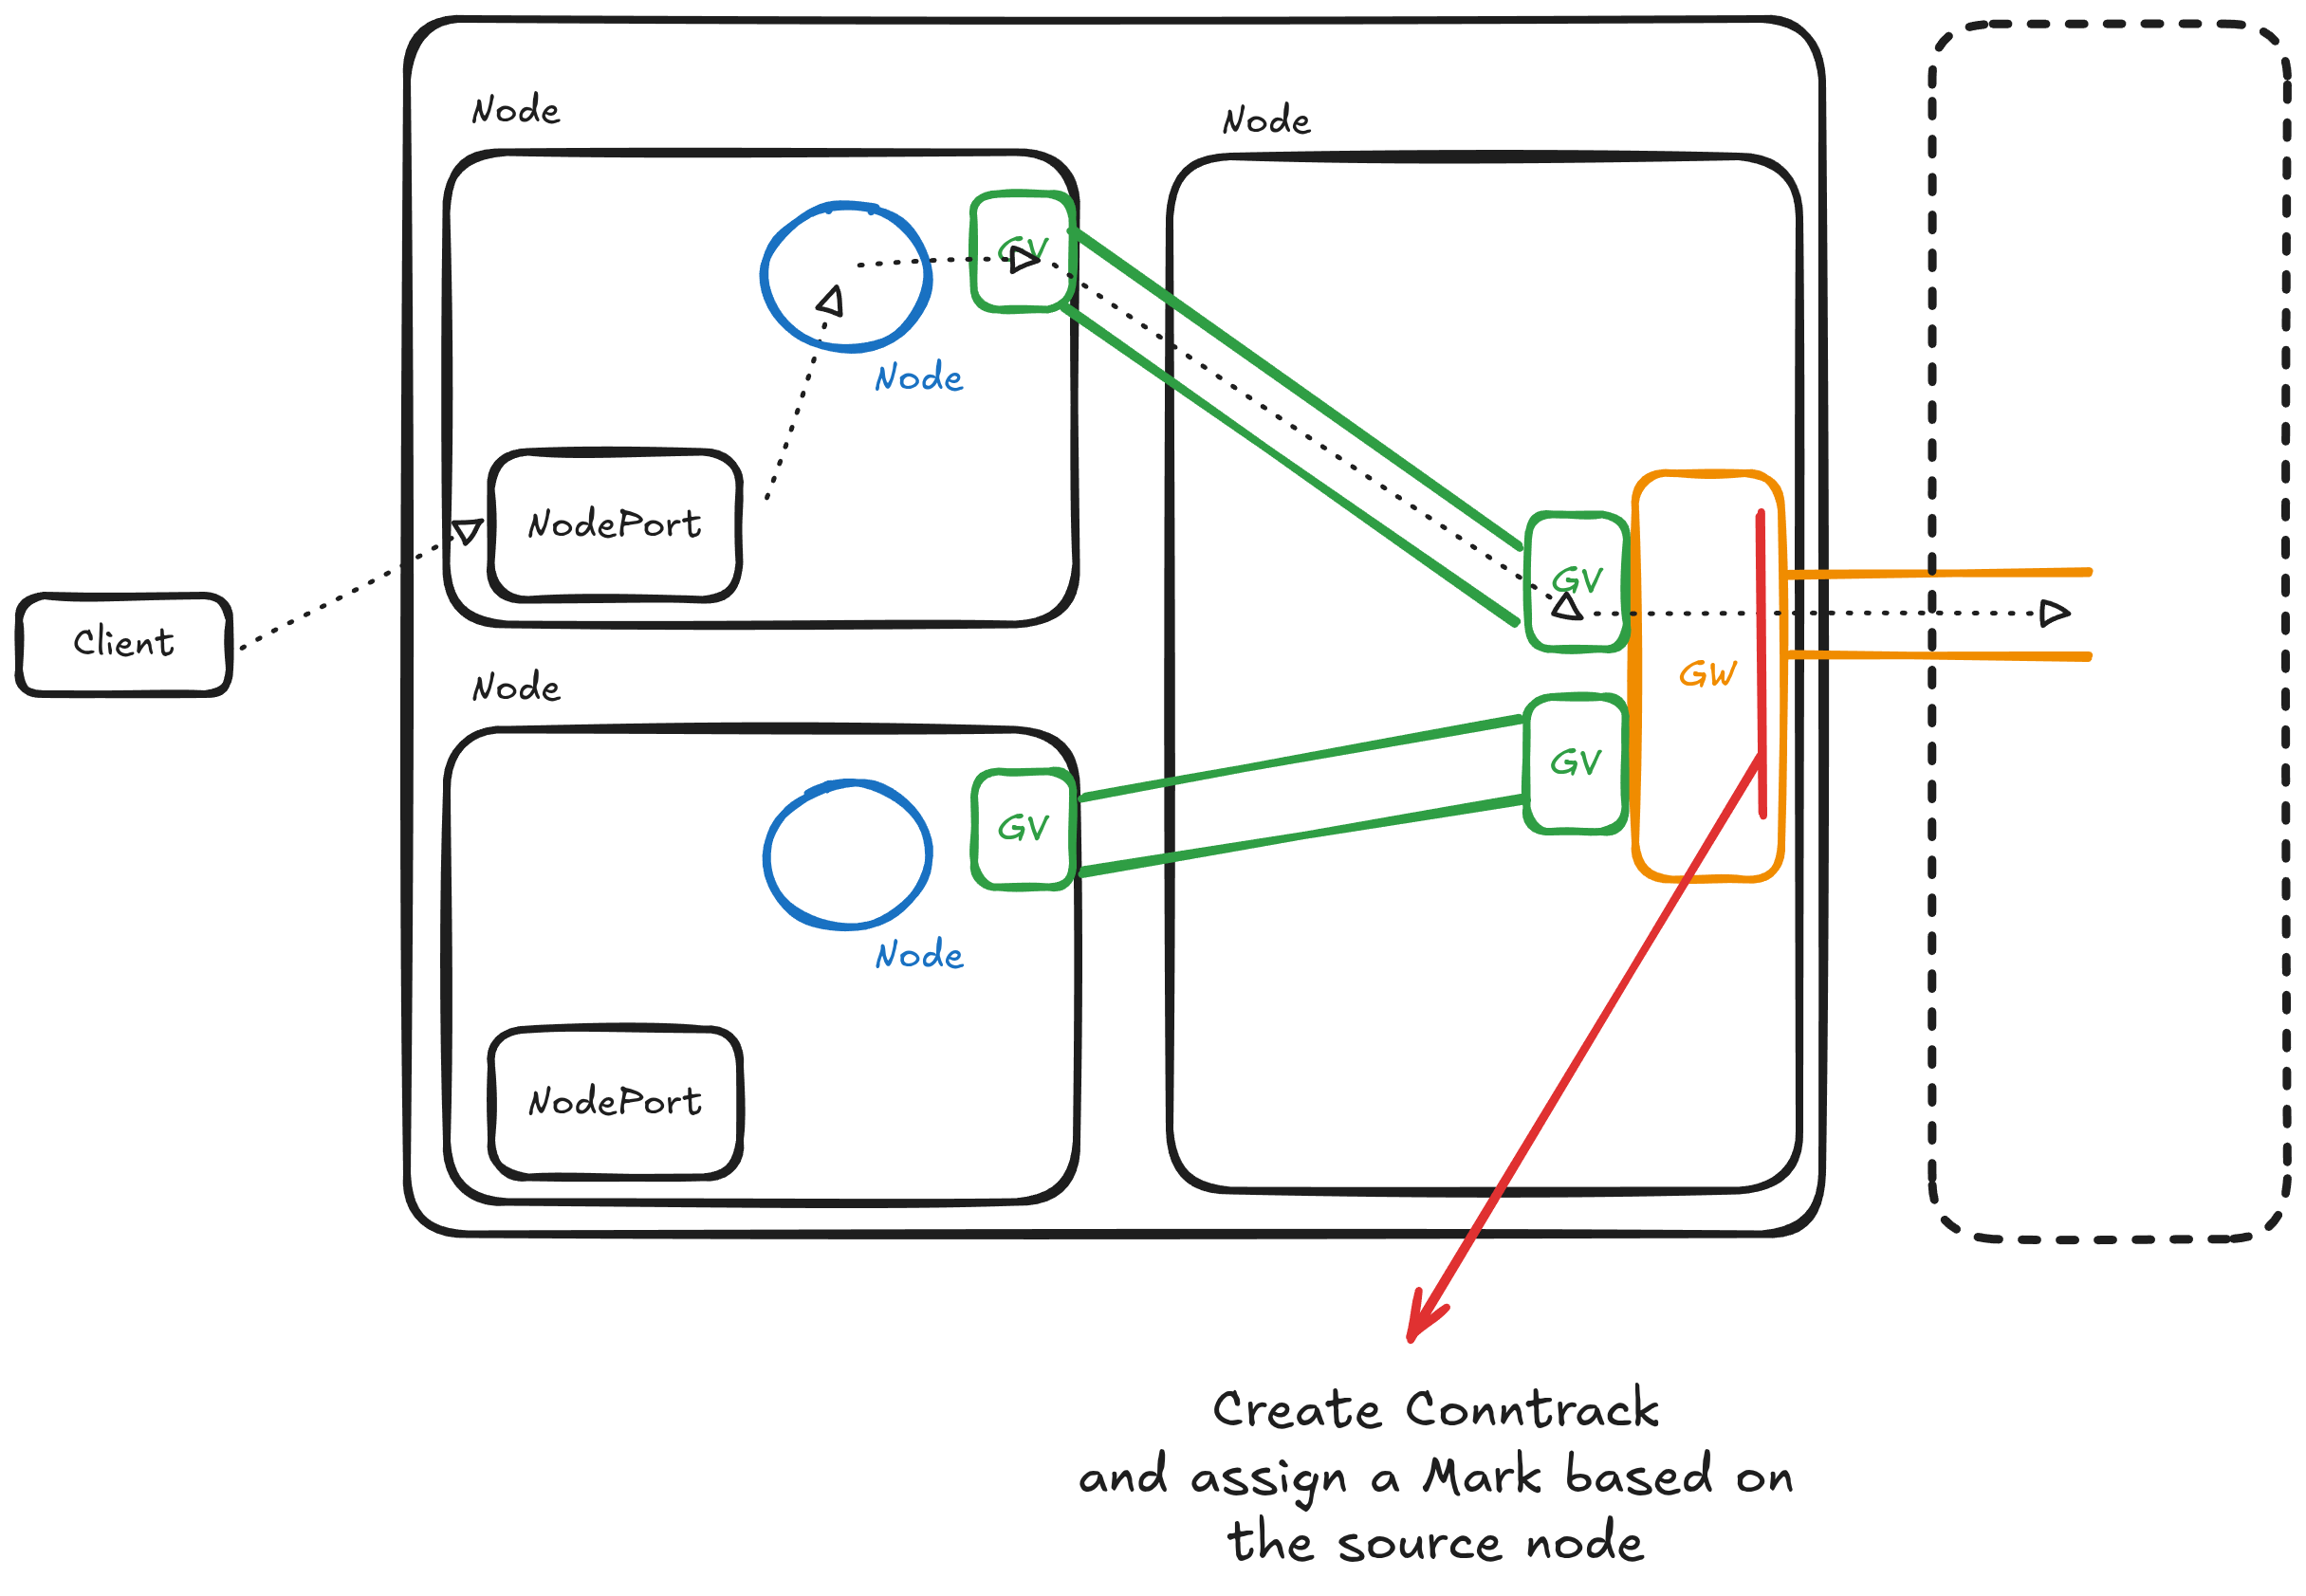 Node
Node
GV
Node
NodePort
Client
GV
GW
Node
GV
GV
Node
NodePort
Create Conntrack
and assign a Mark based on
the source node